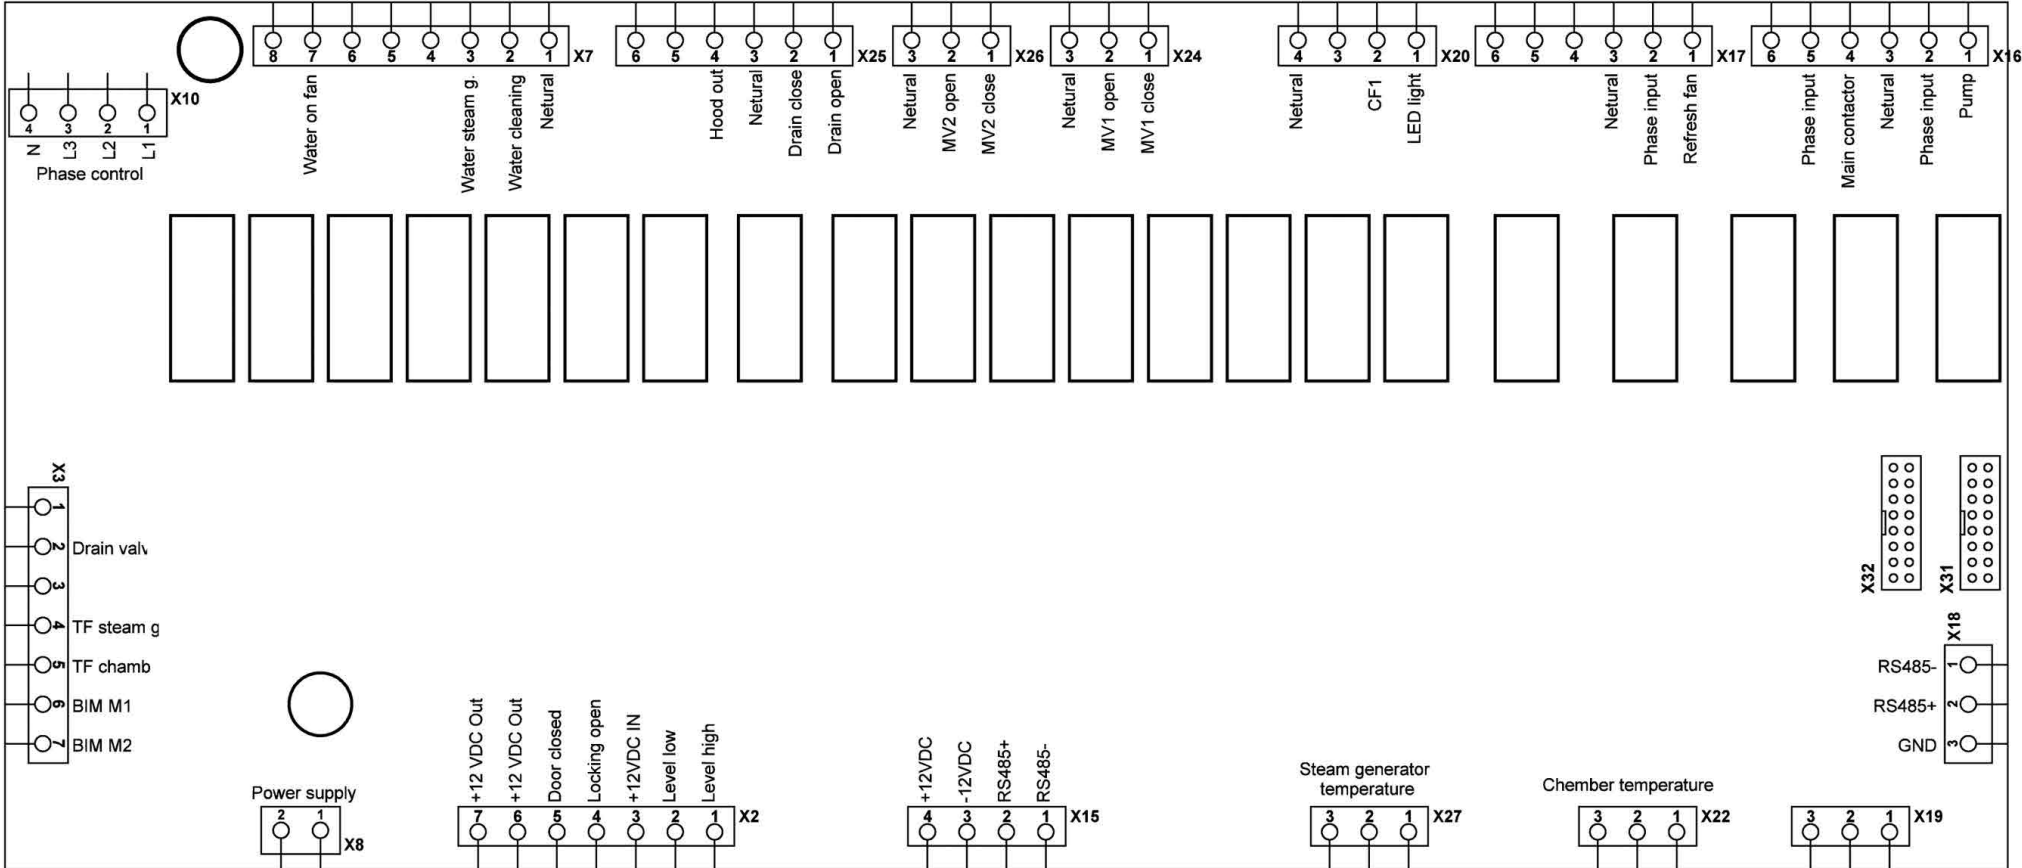 8 7 6 5 4 3 2 1 X7
6 5 4 3 2 1 X25
3 2 1 X26
3 2 1 X24
4 3 2 1 X20
6 5 4 3 2 1 X17
6 5 4 3 2 1 X16
Water on fan
Water steam g.
Water cleaning
Netural
Hood out
Netural
Drain close
Drain open
Netural
MV2 open
MV2 close
Netural
MV1 open
MV1 close
Netural
CF1
LED light
Netural
Phase input
Refresh fan
Phase input
Main contactor
Netural
Phase input
Pump
X10
4 3 2 1
N L3 L2 L1
Phase control
X3
1
2 Drain valv
3
4 TF steam g
5 TF chamb
6 BIM M1
7 BIM M2
X32
X31
X18
RS485- 1
RS485+ 2
GND 3
Power supply
2 1 X8
+12 VDC Out
+12 VDC Out
Door closed
Locking open
+12VDC IN
Level low
Level high
7 6 5 4 3 2 1 X2
+12VDC
-12VDC
RS485+
RS485-
4 3 2 1 X15
Steam generator
temperature
3 2 1 X27
Chember temperature
3 2 1 X22
3 2 1 X19